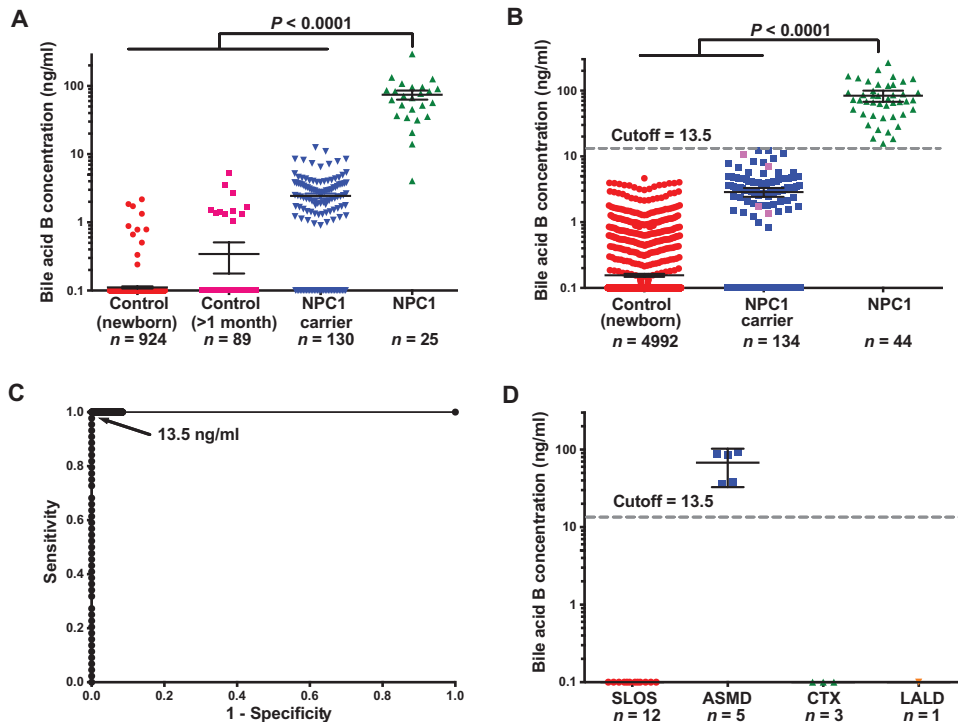 A
P < 0.0001
Bile acid B concentration (ng/ml)
100
10
1
0.1
Control
(newborn)
n = 924
Control
(>1 month)
n = 89
NPC1
carrier
n = 130
NPC1
n = 25
B
P < 0.0001
Bile acid B concentration (ng/ml)
100
10
1
0.1
Cutoff = 13.5
Control
(newborn)
n = 4992
NPC1
carrier
n = 134
NPC1
n = 44
C
Sensitivity
1.0
0.8
0.6
0.4
0.2
0.0
13.5 ng/ml
0.0 0.2 0.4 0.6 0.8 1.0
1 - Specificity
D
Bile acid B concentration (ng/ml)
100
10
1
0.1
Cutoff = 13.5
SLOS
n = 12
ASMD
n = 5
CTX
n = 3
LALD
n = 1